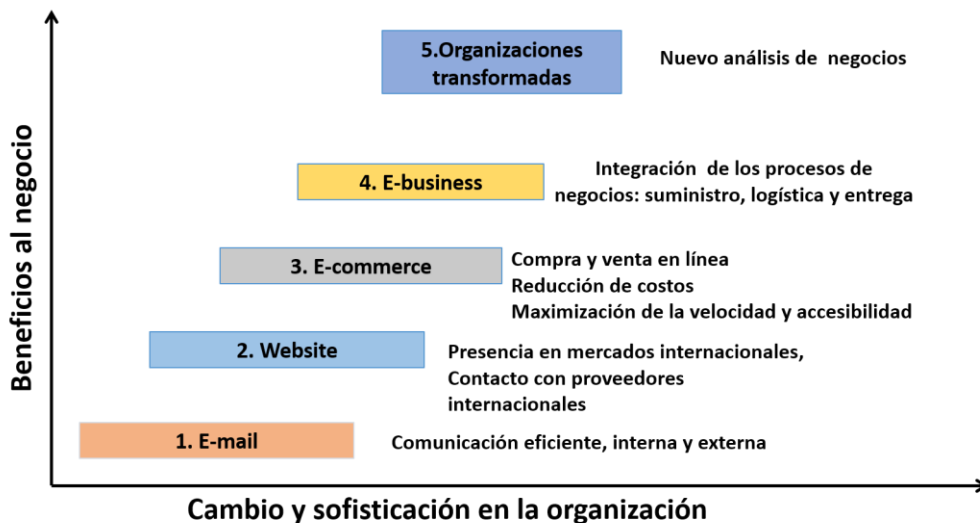 5.Organizaciones
transformadas
Nuevo análisis de negocios
4. E-business
Integración de los procesos de
negocios: suministro, logística y entrega
3. E-commerce
Compra y venta en línea
Reducción de costos
Maximización de la velocidad y accesibilidad
2. Website
Presencia en mercados internacionales,
Contacto con proveedores
internacionales
1. E-mail
Comunicación eficiente, interna y externa
Beneficios al negocio
Cambio y sofisticación en la organización